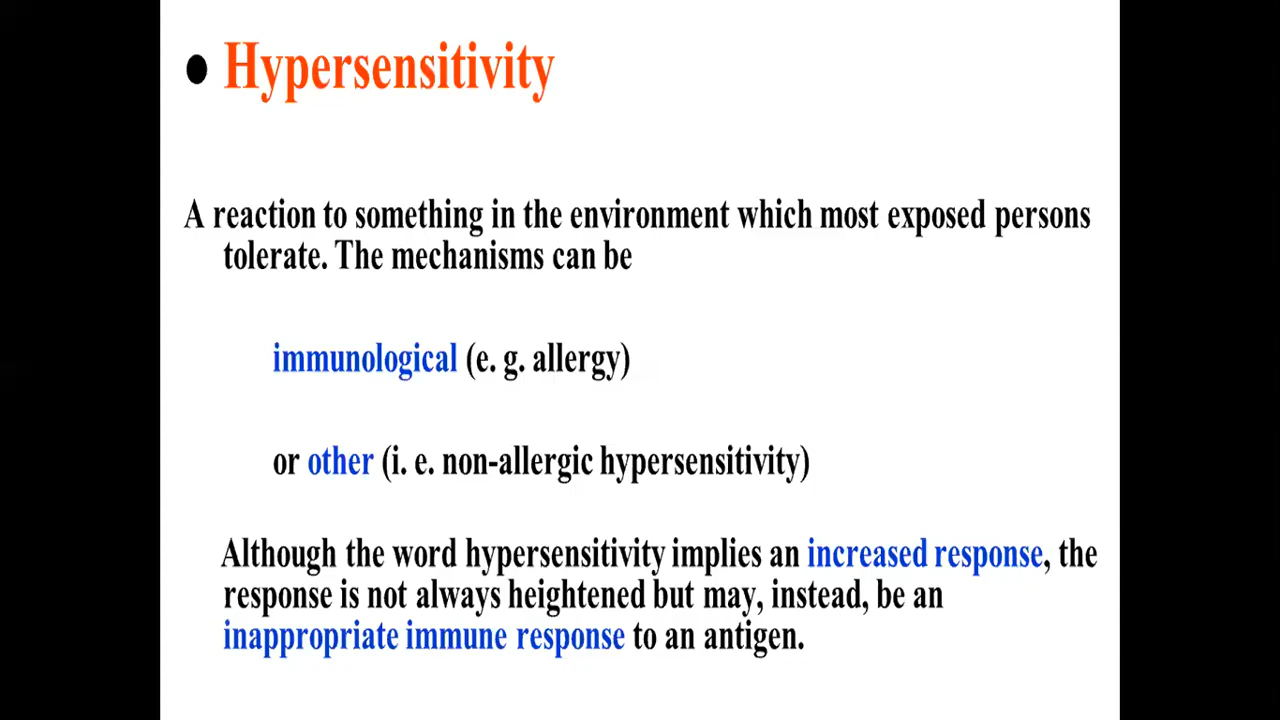 ● Hypersensitivity
A reaction to something in the environment which most exposed persons
tolerate. The mechanisms can be
immunological (e. g. allergy)
or other (i. e. non-allergic hypersensitivity)
Although the word hypersensitivity implies an increased response, the
response is not always heightened but may, instead, be an
inappropriate immune response to an antigen.